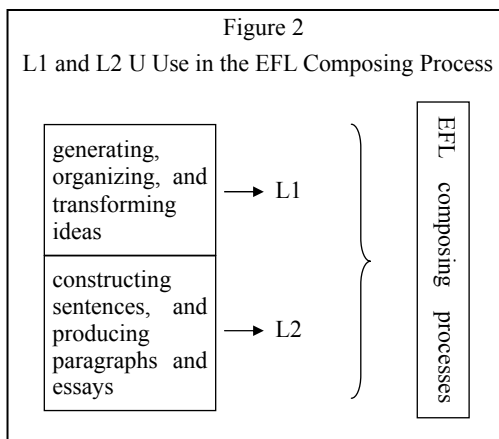 Figure 2
L1 and L2 U Use in the EFL Composing Process
generating,
organizing, and
transforming
ideas
L1
constructing
sentences, and
producing
paragraphs and
essays
L2
EFL composing processes